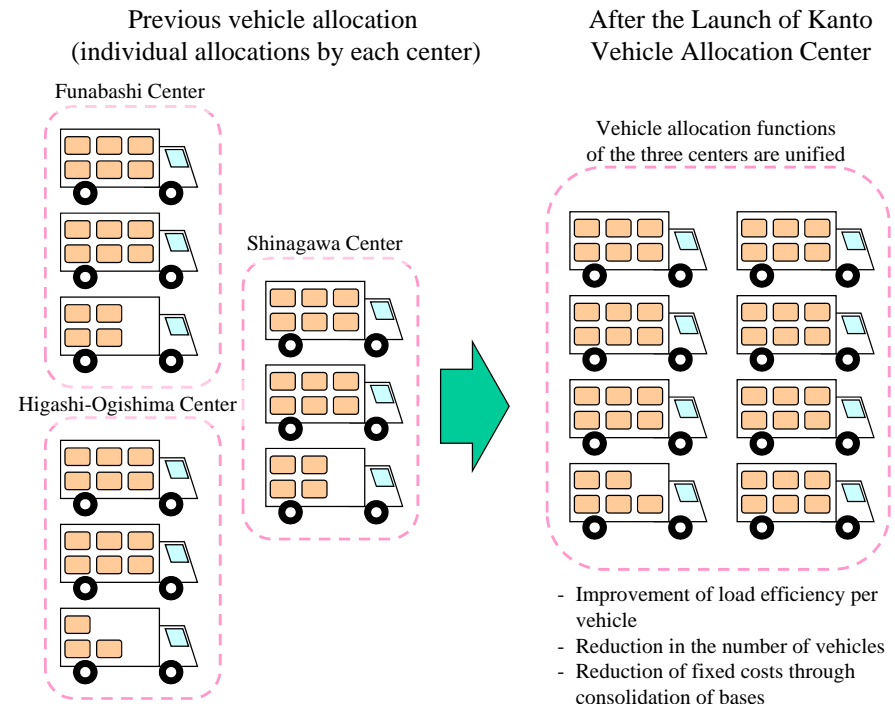 Previous vehicle allocation
(individual allocations by each center)
Funabashi Center
Shinagawa Center
Higashi-Ogishima Center
After the Launch of Kanto
Vehicle Allocation Center
Vehicle allocation functions
of the three centers are unified
- Improvement of load efficiency per
vehicle
- Reduction in the number of vehicles
- Reduction of fixed costs through
consolidation of bases